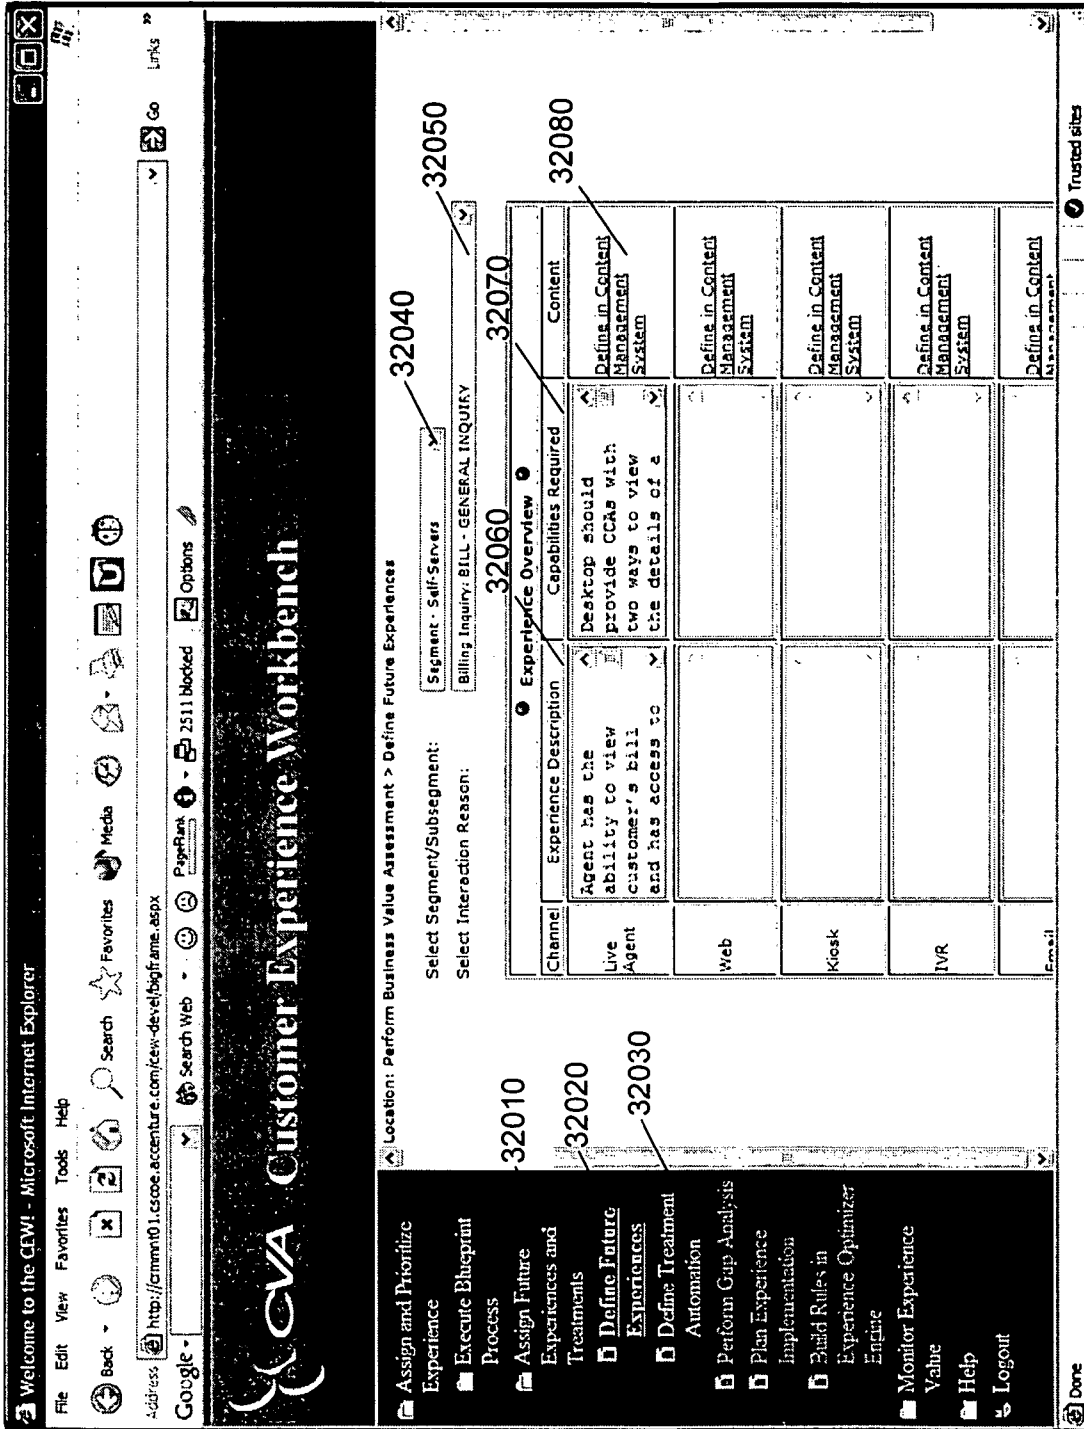 Welcome to the CEW! - Microsoft Internet Explorer
File Edit View Favorites Tools Help
Back Search Favorites Media
Address http://crmmnt01.cscoe.accenture.com/cew-devel/bigframe.aspx Go Links »
Google Search Web PageRank 2511 blocked Options
CVA Customer Experience Workbench
Assign and Prioritize
Experience
Execute Blueprint
Process
Assign Future
Experiences and
Treatments
Define Future
Experiences
Define Treatment
Automation
Perform Gap Analysis
Plan Experience
Implementation
Build Rules in
Experience Optimizer
Engine
Monitor Experience
Value
Help
Logout
32010
32020
32030
Location: Perform Business Value Assessment > Define Future Experiences
Select Segment/Subsegment: Segment - Self-Servers
32040
Select Interaction Reason: Billing Inquiry: BILL - GENERAL INQUIRY
32050
32060
32070
Experience Overview
Channel Experience Description Capabilities Required Content
32080
Live
Agent
Agent has the
ability to view
customer's bill
and has access to
Desktop should
provide CCAs with
two ways to view
the details of a
Define in Content
Management
System
Web
Define in Content
Management
System
Kiosk
Define in Content
Management
System
IVR
Define in Content
Management
System
Email
Define in Content
Management
Done Trusted sites